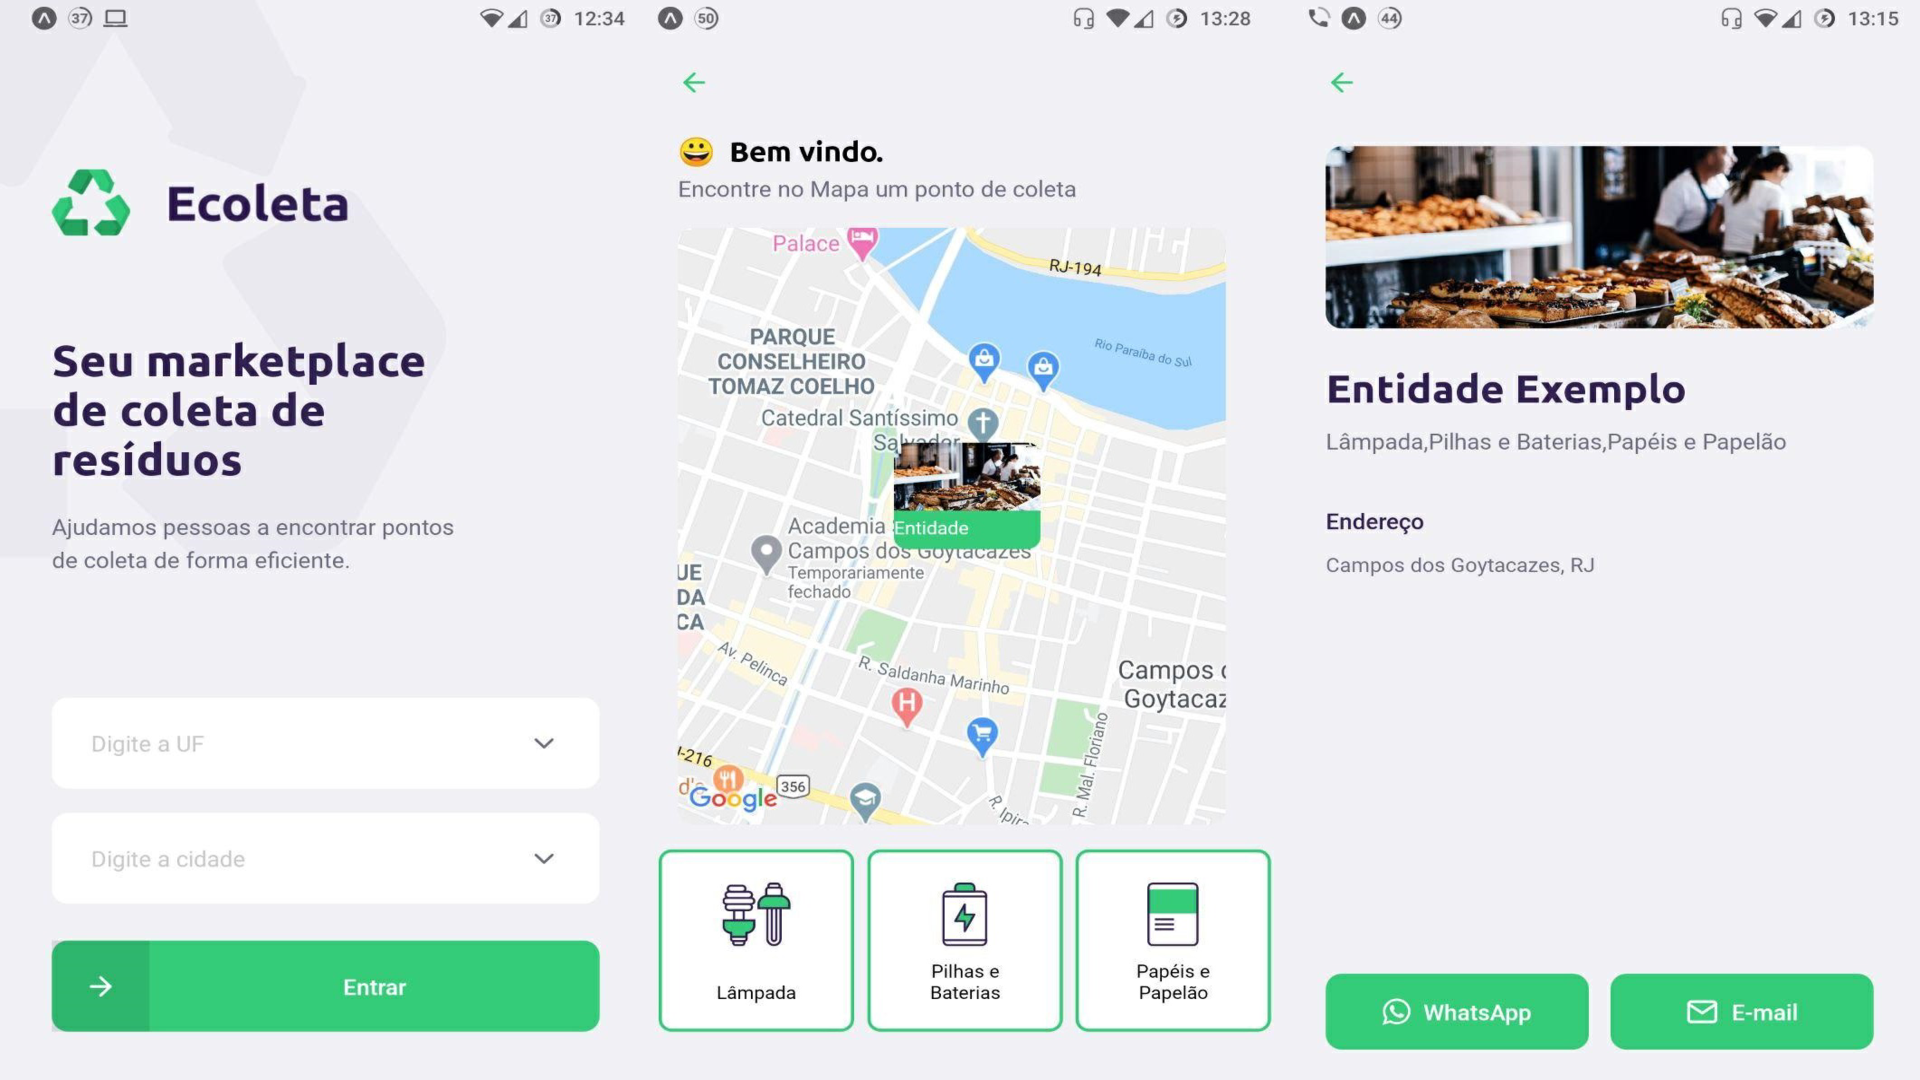 37
37
12:34
Ecoleta
Seu marketplace
de coleta de
resíduos
Ajudamos pessoas a encontrar pontos
de coleta de forma eficiente.
Digite a UF
Digite a cidade
Entrar
50
13:28
Bem vindo.
Encontre no Mapa um ponto de coleta
Palace
RJ-194
PARQUE
CONSELHEIRO
TOMAZ COELHO
Rio Paraíba do Sul
Catedral Santíssimo
Salvador
Entidade
Academia
Campos dos Goytacazes
Temporariamente
fechado
UE
DA
CA
Av. Pelinca
R. Saldanha Marinho
H
Campos
Goytacaz
R. Mal. Floriano
-216
356
d's
Google
R. Ipir
Lâmpada
Pilhas e
Baterias
Papéis e
Papelão
44
13:15
Entidade Exemplo
Lâmpada,Pilhas e Baterias,Papéis e Papelão
Endereço
Campos dos Goytacazes, RJ
WhatsApp
E-mail